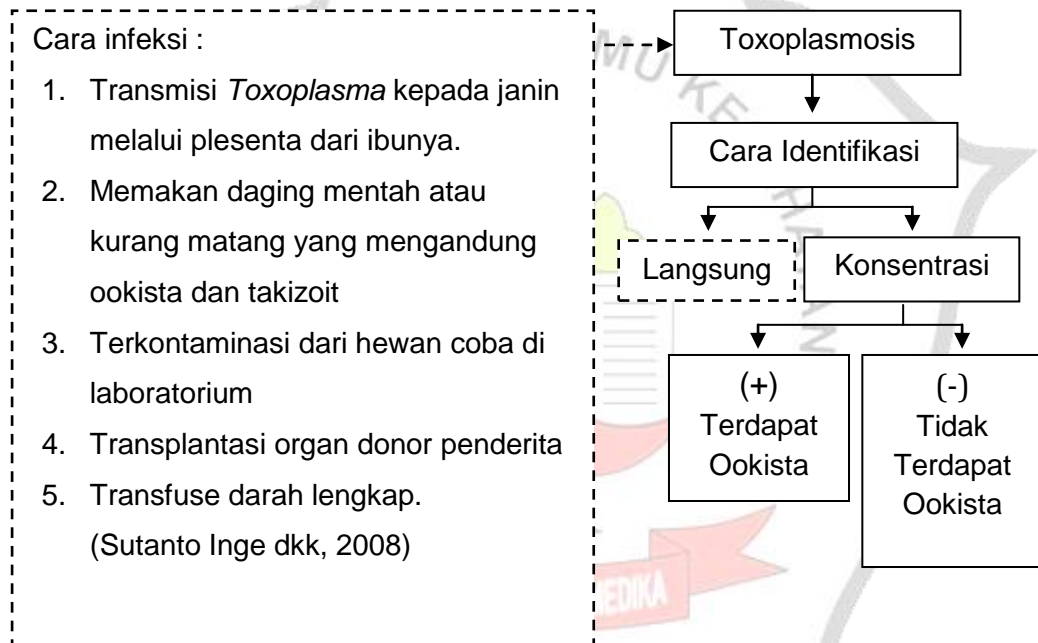 Cara infeksi :
1. Transmisi Toxoplasma kepada janin
melalui plesenta dari ibunya.
2. Memakan daging mentah atau
kurang matang yang mengandung
ookista dan takizoit
3. Terkontaminasi dari hewan coba di
laboratorium
4. Transplantasi organ donor penderita
5. Transfuse darah lengkap.
(Sutanto Inge dkk, 2008)
Toxoplasmosis
Cara Identifikasi
Langsung
Konsentrasi
(+)
Terdapat
Ookista
(-)
Tidak
Terdapat
Ookista